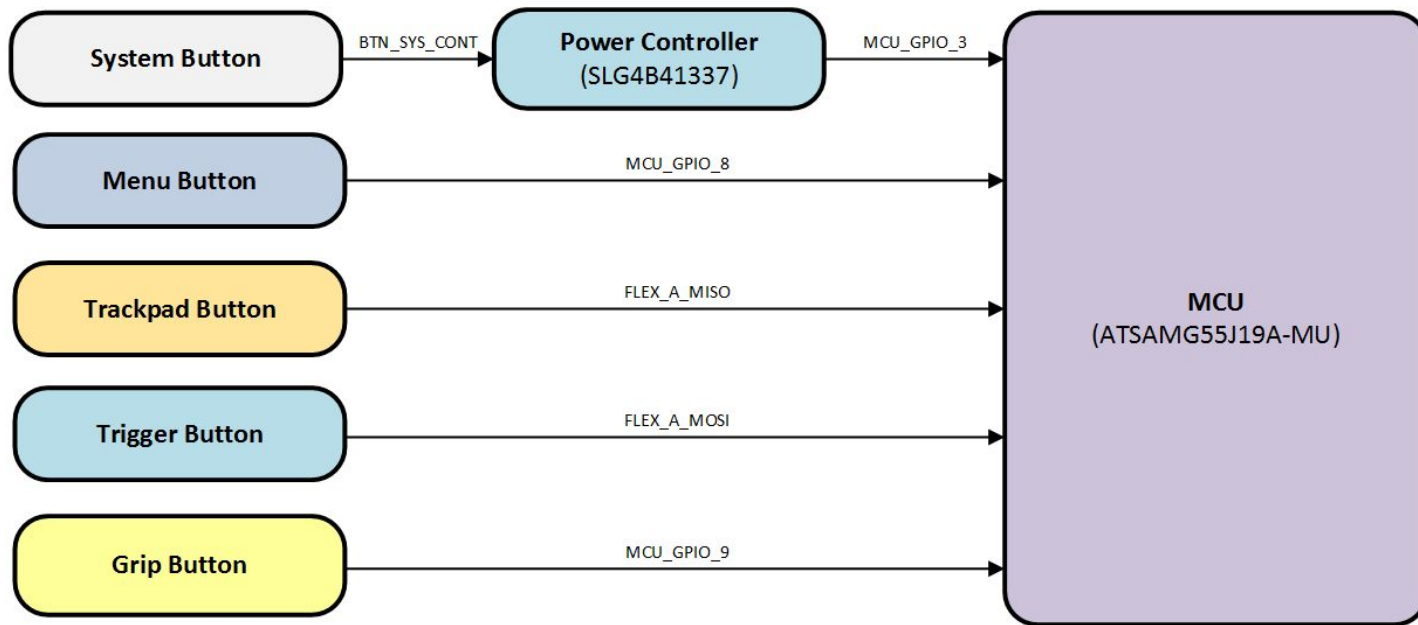 System Button
BTN_SYS_CONT
Power Controller
(SLG4B41337)
MCU_GPIO_3
Menu Button
MCU_GPIO_8
Trackpad Button
FLEX_A_MISO
MCU
(ATSAMG55J19A-MU)
Trigger Button
FLEX_A_MOSI
Grip Button
MCU_GPIO_9